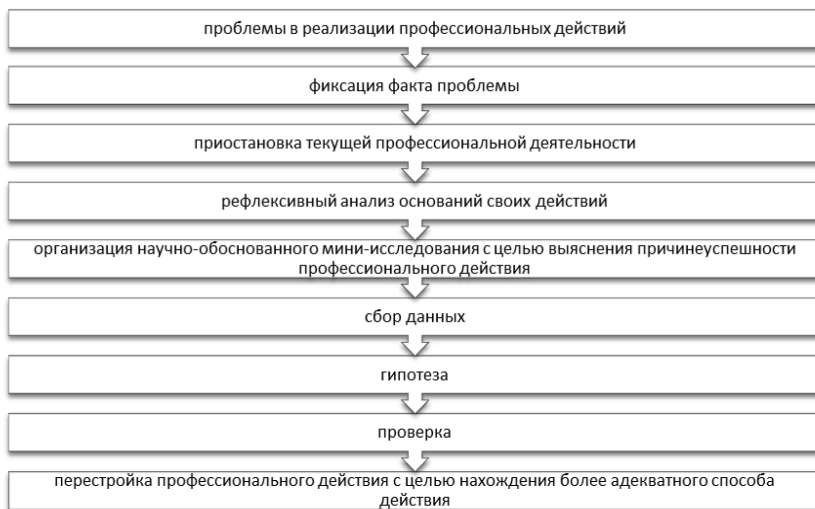 проблемы в реализации профессиональных действий
фиксация факта проблемы
приостановка текущей профессиональной деятельности
рефлексивный анализ оснований своих действий
организация научно-обоснованного мини-исследования с целью выяснения причинеуспешности
профессионального действия
сбор данных
гипотеза
проверка
перестройка профессионального действия с целью нахождения более адекватного способа
действия